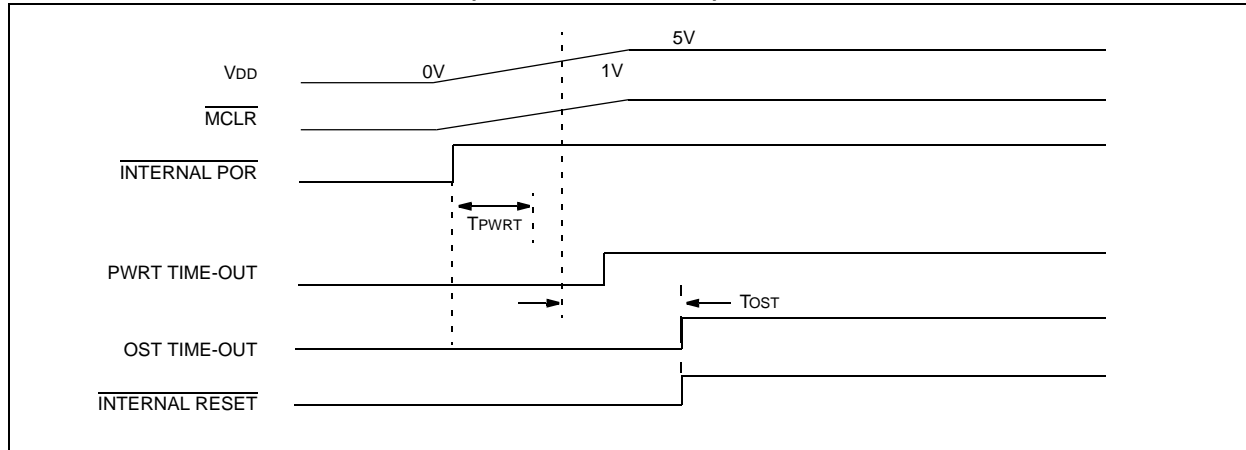 5V
VDD 0V 1V
MCLR
INTERNAL POR
TPWRT
PWRT TIME-OUT
TOST
OST TIME-OUT
INTERNAL RESET